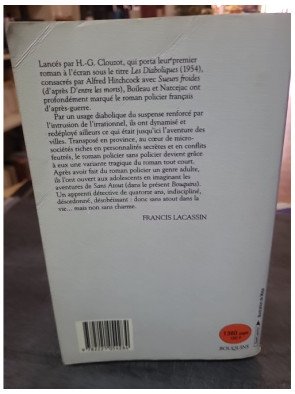 Lancés par H.-G. Clouzot, qui porta leur premier
roman à l'écran sous le titre Les Diaboliques (1954),
consacrés par Alfred Hitchcock avec Sueurs froides
(d'après D'entre les morts), Boileau et Narcejac ont
profondément marqué le roman policier français
d'après-guerre.
Par un usage diabolique du suspense renforcé par
l'intrusion de l'irrationnel, ils ont dynamisé et
redéployé ailleurs ce qui était jusqu'ici l'aventure des
villes. Transposé en province, au cœur de micro-
sociétés riches en personnalités secrètes et en conflits
feutrés, le roman policier sans policier devient grâce
à eux une variante tragique du roman tout court.
Après avoir fait du roman policier un genre adulte,
ils l'ont ouvert aux adolescents en imaginant les
aventures de Sans Atout (dans le présent Bouquins).
Un apprenti détective de quatorze ans, indiscipliné,
désordonné, désobéissant : donc sans atout dans la
vie... mais non sans charme.
FRANCIS LACASSIN
BOUQUINS